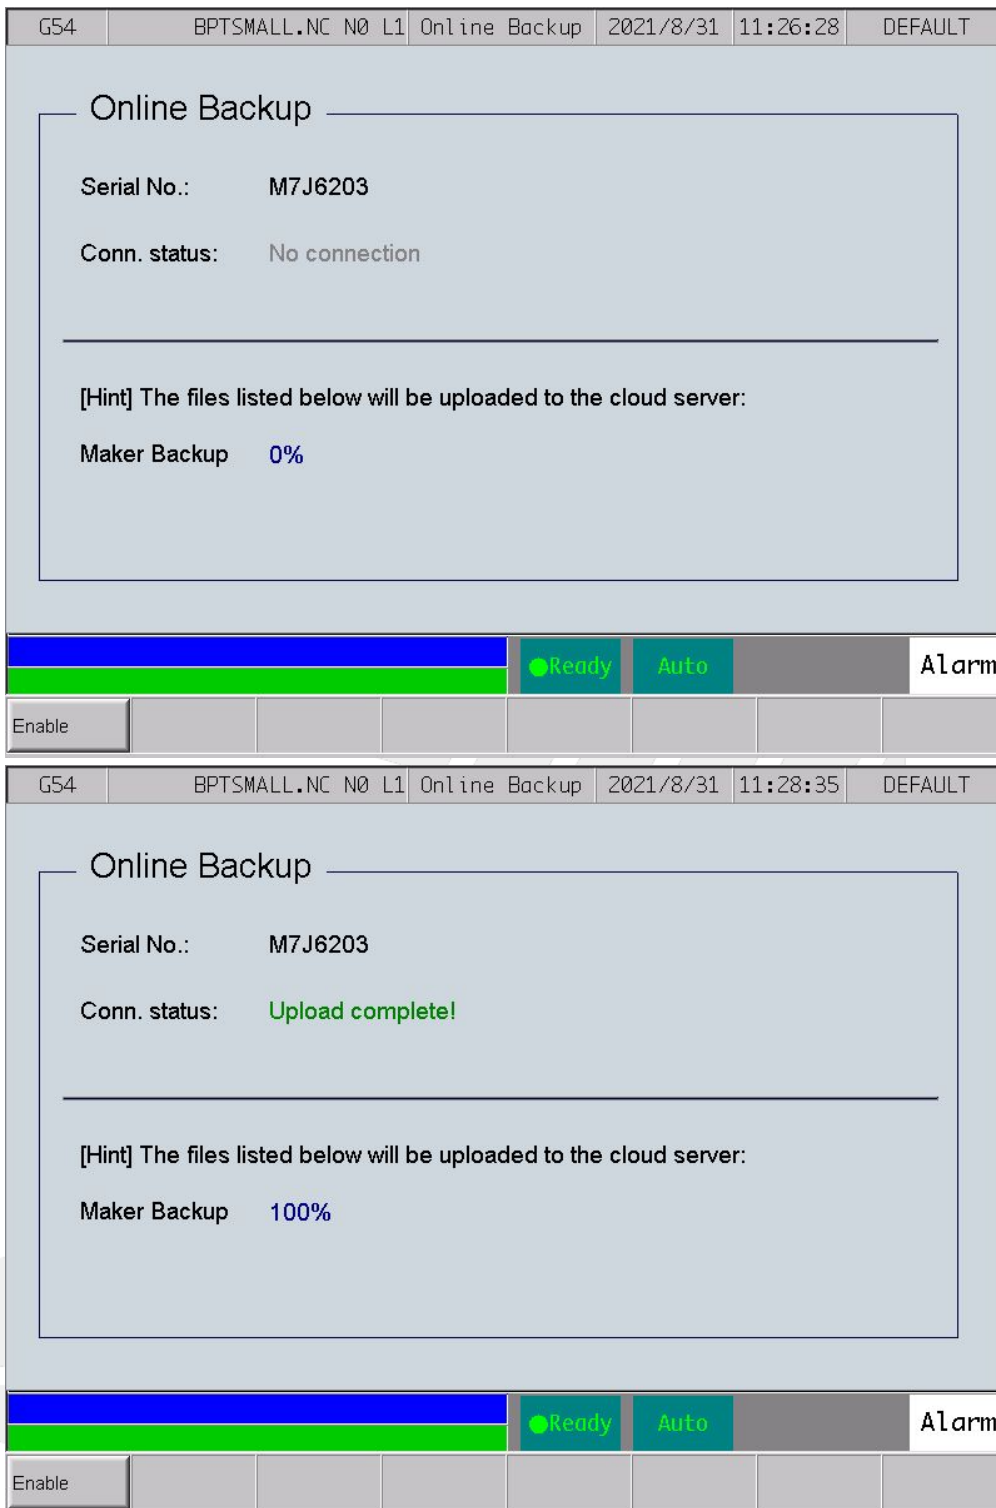 G54 BPTSMALL.NC N0 L1 Online Backup 2021/8/31 11:26:28 DEFAULT
Online Backup
Serial No.: M7J6203
Conn. status: No connection
[Hint] The files listed below will be uploaded to the cloud server:
Maker Backup 0%
Ready Auto Alarm
Enable
G54 BPTSMALL.NC N0 L1 Online Backup 2021/8/31 11:28:35 DEFAULT
Online Backup
Serial No.: M7J6203
Conn. status: Upload complete!
[Hint] The files listed below will be uploaded to the cloud server:
Maker Backup 100%
Ready Auto Alarm
Enable